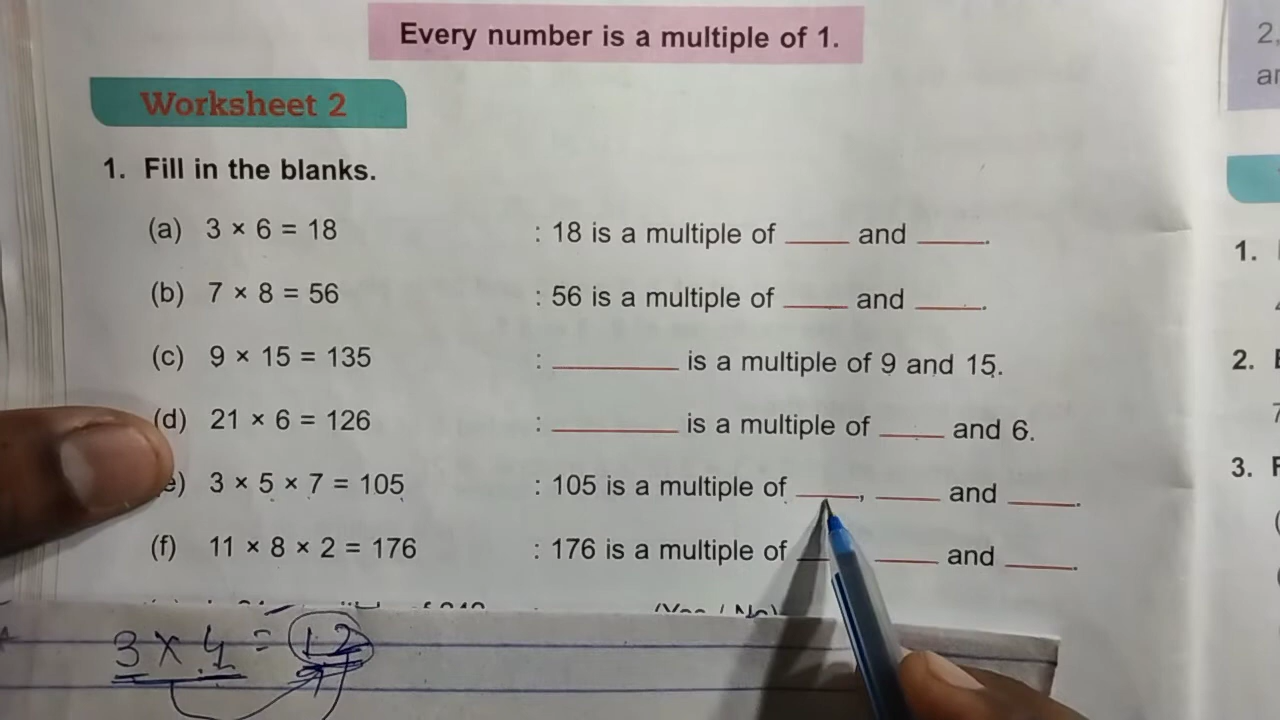 Every number is a multiple of 1.
Worksheet 2
1. Fill in the blanks.
(a) 3 × 6 = 18 : 18 is a multiple of ____ and ____.
(b) 7 × 8 = 56 : 56 is a multiple of ____ and ____.
(c) 9 × 15 = 135 : ________ is a multiple of 9 and 15.
(d) 21 × 6 = 126 : ________ is a multiple of ____ and 6.
e) 3 × 5 × 7 = 105 : 105 is a multiple of ____, ____ and ____.
(f) 11 × 8 × 2 = 176 : 176 is a multiple of ____ ____ and ____.
(Yes / No)
3 × 4 = 12
2,
1.
2.
3.